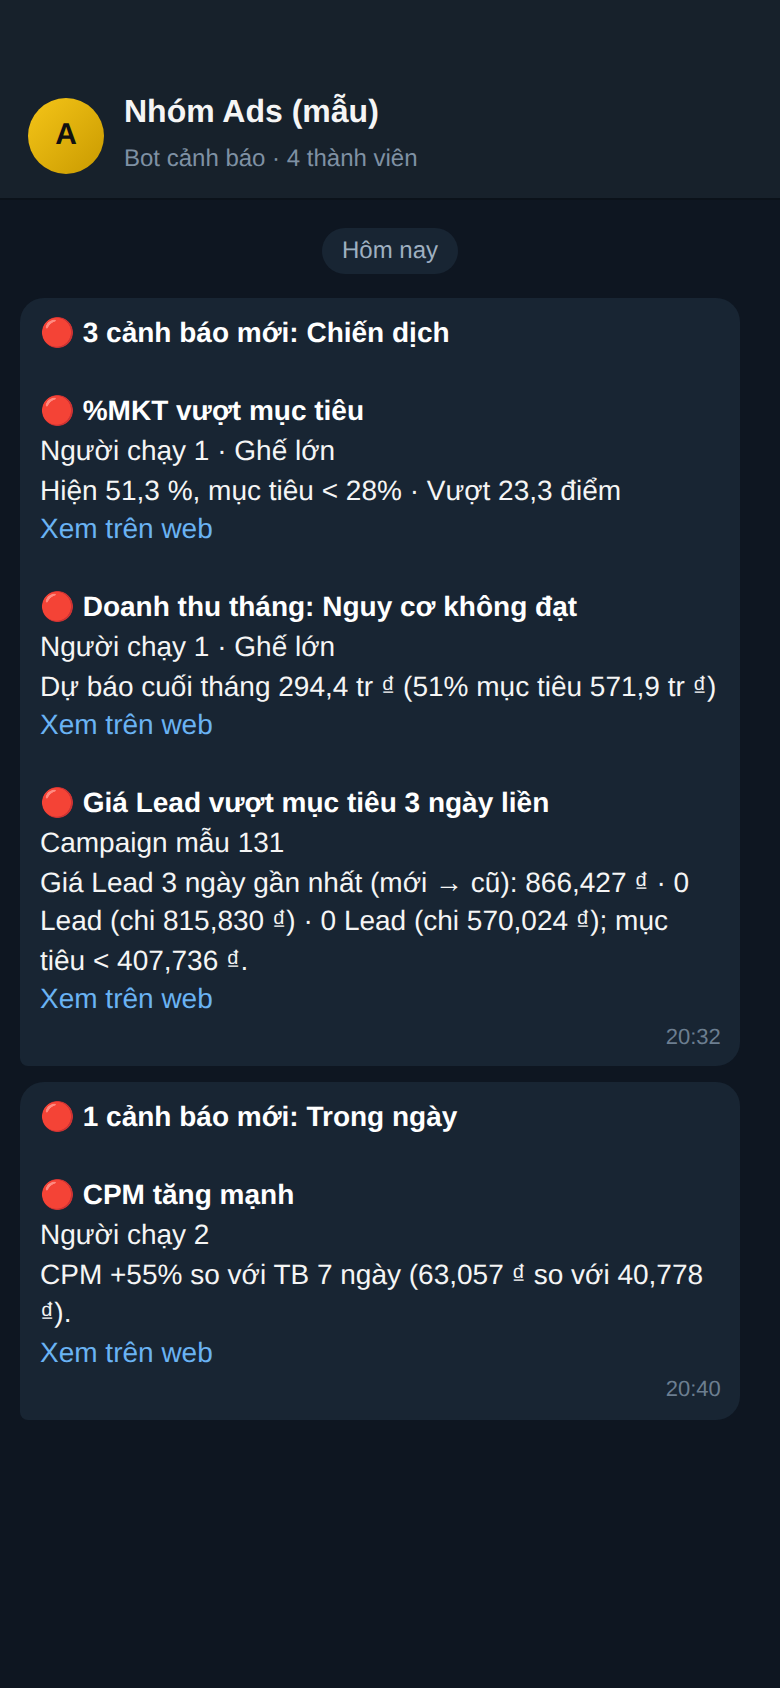 A
Nhóm Ads (mẫu)
Bot cảnh báo · 4 thành viên
Hôm nay
🔴 3 cảnh báo mới: Chiến dịch
🔴 %MKT vượt mục tiêu
Người chạy 1 · Ghế lớn
Hiện 51,3 %, mục tiêu < 28% · Vượt 23,3 điểm
Xem trên web
🔴 Doanh thu tháng: Nguy cơ không đạt
Người chạy 1 · Ghế lớn
Dự báo cuối tháng 294,4 tr ₫ (51% mục tiêu 571,9 tr ₫)
Xem trên web
🔴 Giá Lead vượt mục tiêu 3 ngày liền
Campaign mẫu 131
Giá Lead 3 ngày gần nhất (mới → cũ): 866,427 ₫ · 0
Lead (chi 815,830 ₫) · 0 Lead (chi 570,024 ₫); mục
tiêu < 407,736 ₫.
Xem trên web
20:32
🔴 1 cảnh báo mới: Trong ngày
🔴 CPM tăng mạnh
Người chạy 2
CPM +55% so với TB 7 ngày (63,057 ₫ so với 40,778
₫).
Xem trên web
20:40